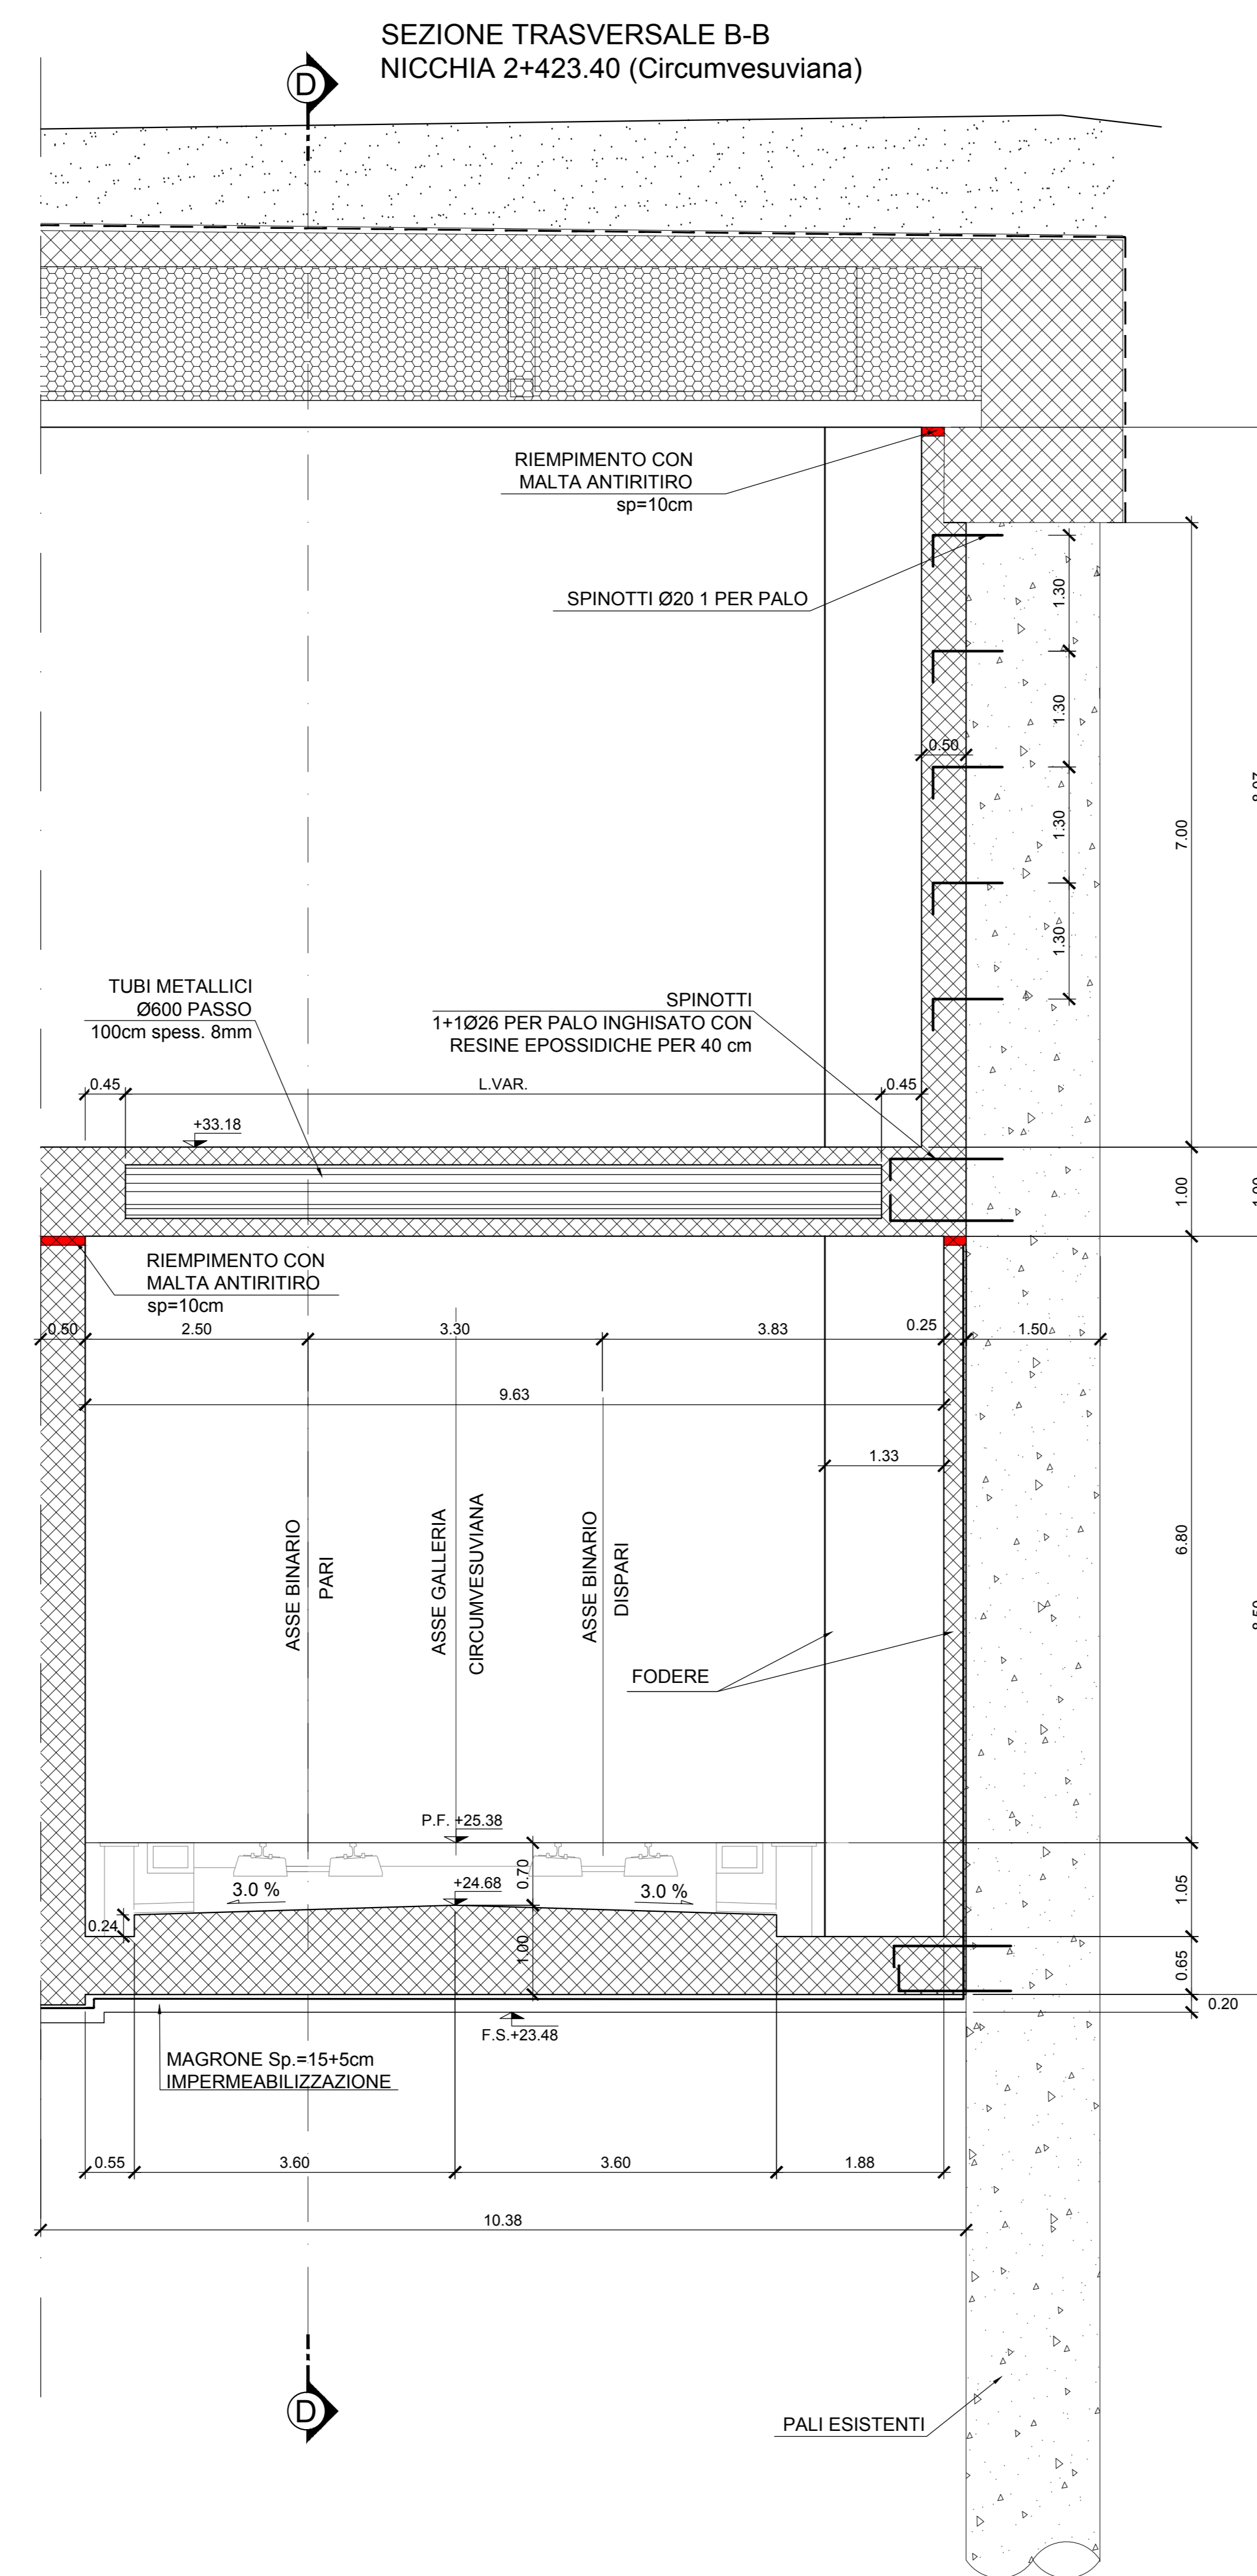 SEZIONE TRASVERSALE B-B
NICCHIA 2+423.40 (Circumvesuviana)
D
RIEMPIMENTO CON
MALTA ANTIRITIRO
sp=10cm
SPINOTTI Ø20 1 PER PALO
1.30
1.30
0.50
1.30
7.00
1.30
TUBI METALLICI
Ø600 PASSO
100cm spess. 8mm
SPINOTTI
1+1Ø26 PER PALO INGHISATO CON
RESINE EPOSSIDICHE PER 40 cm
0.45
L.VAR.
0.45
+33.18
1.00
RIEMPIMENTO CON
MALTA ANTIRITIRO
sp=10cm
0.50
2.50
3.30
3.83
0.25
1.50
9.63
1.33
ASSE BINARIO
PARI
ASSE GALLERIA
CIRCUMVESUVIANA
ASSE BINARIO
DISPARI
6.80
FODERE
P.F. +25.38
0.70
+24.68
3.0 %
3.0 %
1.05
0.24
1.00
0.65
0.20
F.S.+23.48
MAGRONE Sp.=15+5cm
IMPERMEABILIZZAZIONE
0.55
3.60
3.60
1.88
10.38
D
PALI ESISTENTI